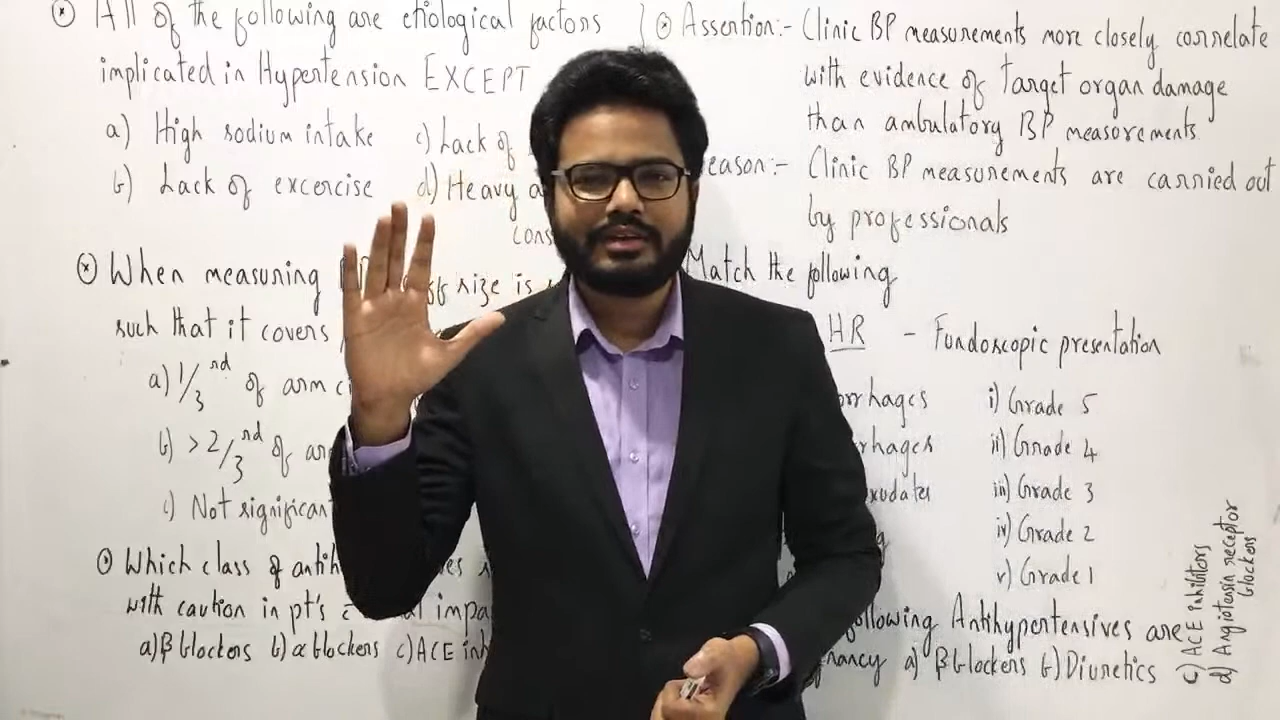 All of the following are etiological factors
implicated in Hypertension EXCEPT
a) High sodium intake c) Lack of
b) Lack of excercise d) Heavy
When measuring size is
such that it covers
a) 1/3 rd of arm
b) >2/3 rd of
c) Not significant
Which class of
with caution in pt's
a) β blockers b) α blockers c) ACE
Assertion:- Clinic BP measurements more closely correlate
with evidence of Target organ damage
than ambulatory BP measurements.
Clinic BP measurements are carried out
by professionals
Match the following
HR - Fundoscopic presentation
i) Grade 5
ii) Grade 4
iii) Grade 3
iv) Grade 2
v) Grade 1
Antihypertensives are
a) β blockers b) Diuretics
c) ACE inhibitors
d) Angiotensin receptor
blockers